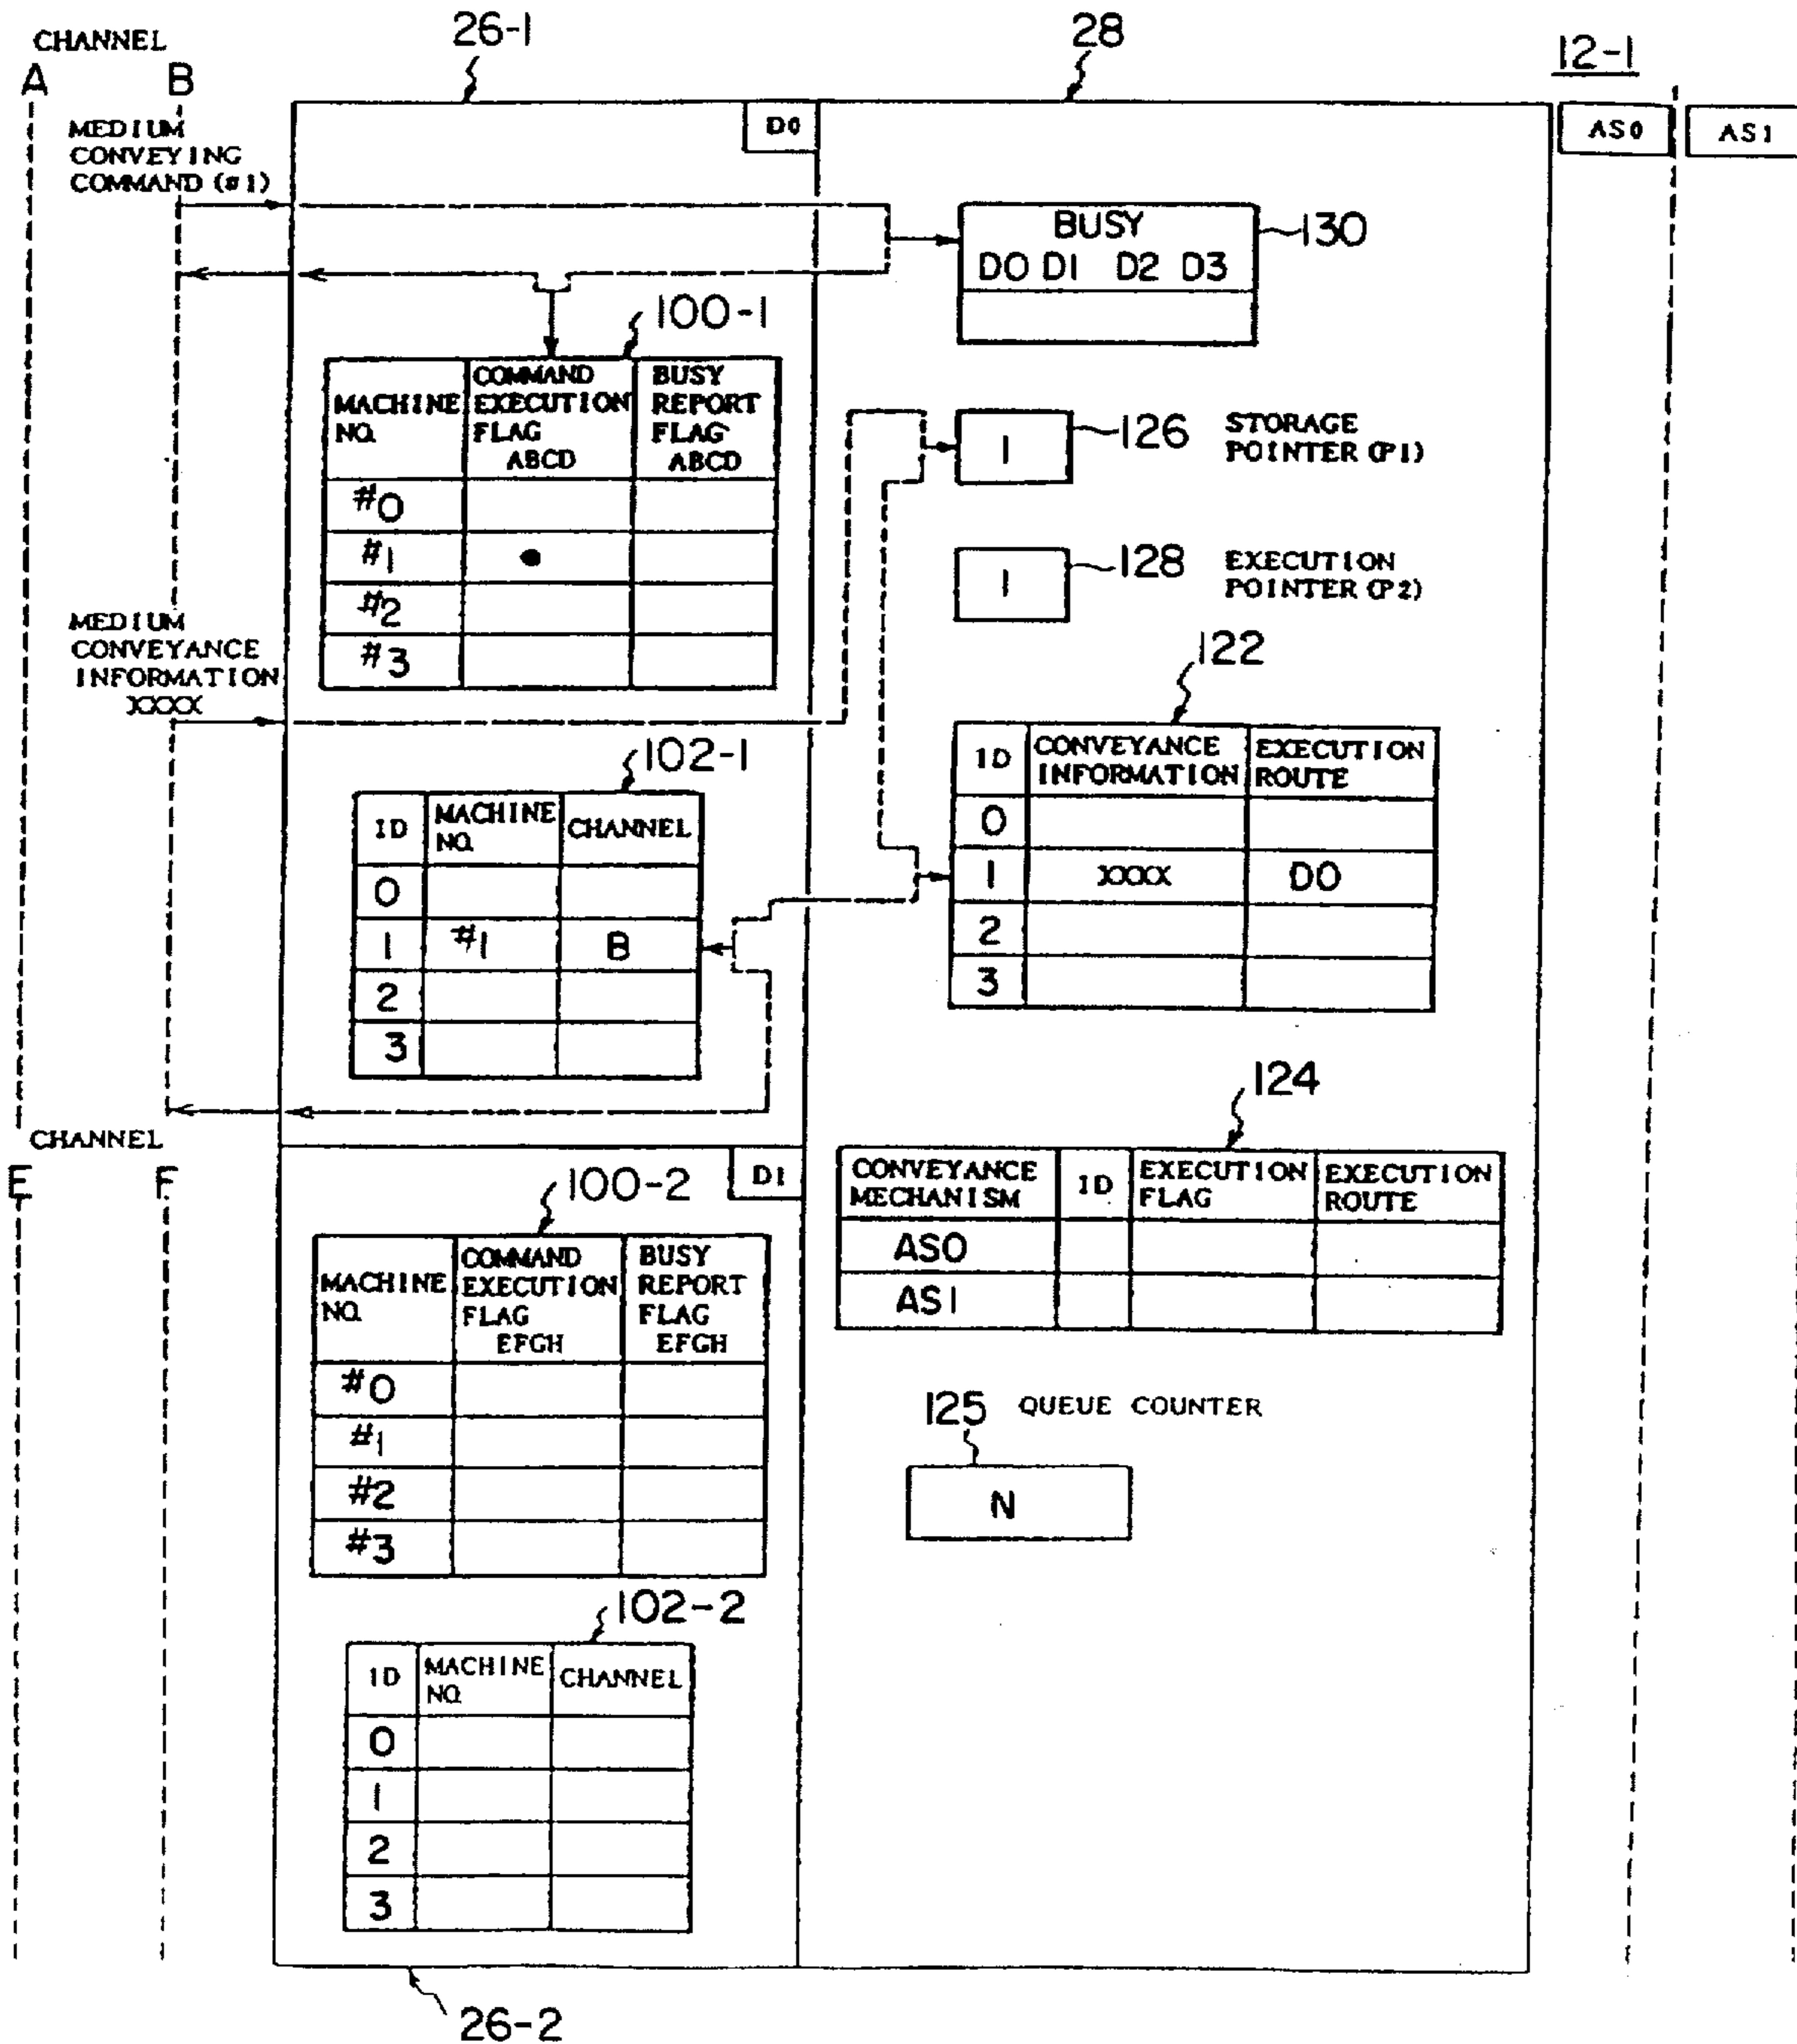 CHANNEL
A B
26-1
28
12-1
D0
AS0
AS1
MEDIUM
CONVEYING
COMMAND (#1)
BUSY
D0 D1 D2 D3
130
100-1
MACHINE NO.
COMMAND EXECUTION FLAG ABCD
BUSY REPORT FLAG ABCD
#0
#1 ●
#2
#3
1
126
STORAGE
POINTER (P1)
1
128
EXECUTION
POINTER (P2)
MEDIUM
CONVEYANCE
INFORMATION
XXXX
122
ID
CONVEYANCE INFORMATION
EXECUTION ROUTE
0
1 XXXX D0
2
3
102-1
ID
MACHINE NO.
CHANNEL
0
1 #1 B
2
3
CHANNEL
E F
D1
124
CONVEYANCE MECHANISM
ID
EXECUTION FLAG
EXECUTION ROUTE
AS0
AS1
100-2
MACHINE NO.
COMMAND EXECUTION FLAG EFGH
BUSY REPORT FLAG EFGH
#0
#1
#2
#3
125 QUEUE COUNTER
N
102-2
ID
MACHINE NO.
CHANNEL
0
1
2
3
26-2